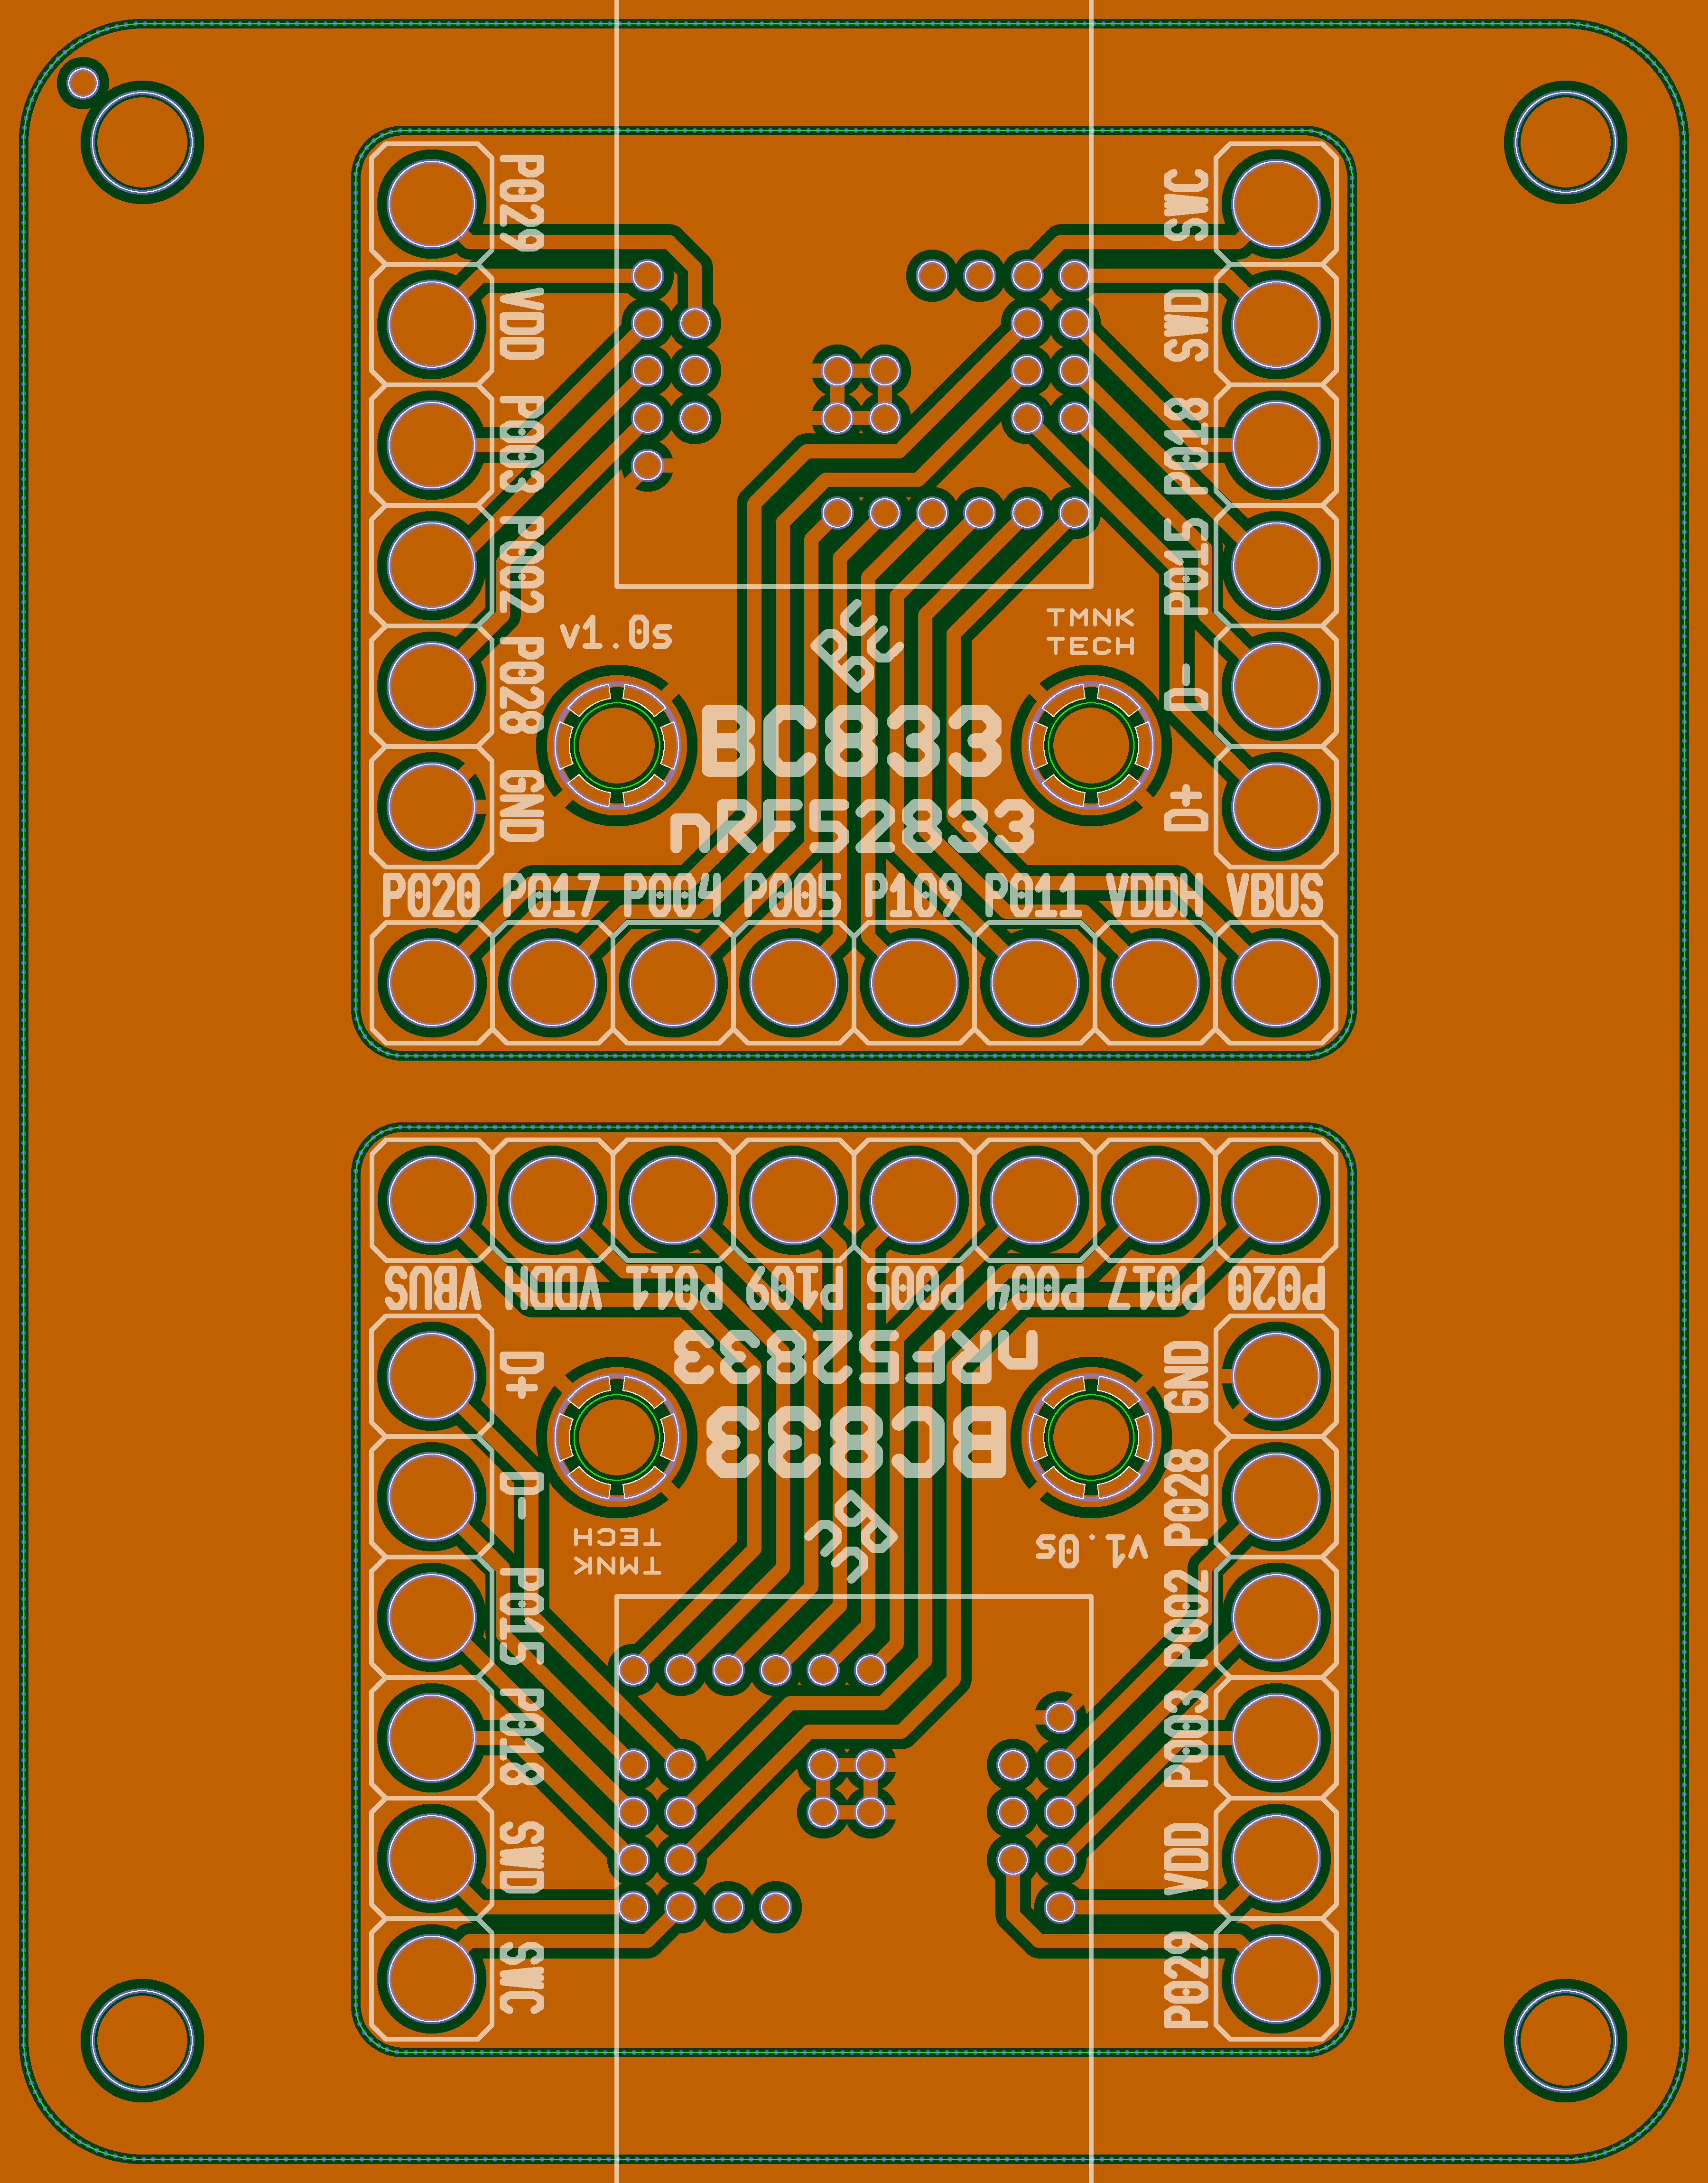 P029
VDD
P003
P002
P028
GND
SWC
SWD
P018
P015
D-
D+
v1.0s
TMNK
TECH
BC833
nRF52833
P020 P017 P004 P005 P109 P011 VDDH VBUS
P020 P017 P004 P005 P109 P011 VDDH VBUS
nRF52833
BC833
v1.0s
TMNK
TECH
D+
D-
P015
P018
SWD
SWC
GND
P028
P002
P003
VDD
P029